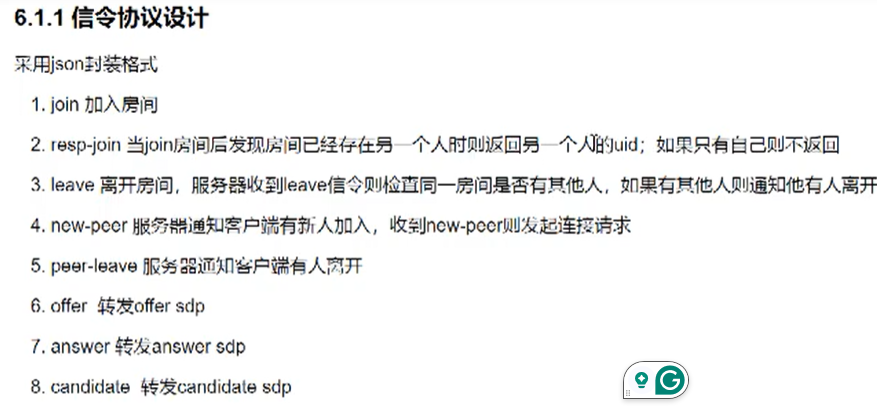 6.1.1 信令协议设计
采用json封装格式
1. join 加入房间
2. resp-join 当join房间后发现房间已经存在另一个人时则返回另一个人的uid；如果只有自己则不返回
3. leave 离开房间，服务器收到leave信令则检查同一房间是否有其他人，如果有其他人则通知他有人离开
4. new-peer 服务器通知客户端有新人加入，收到new-peer则发起连接请求
5. peer-leave 服务器通知客户端有人离开
6. offer 转发offer sdp
7. answer 转发answer sdp
8. candidate 转发candidate sdp